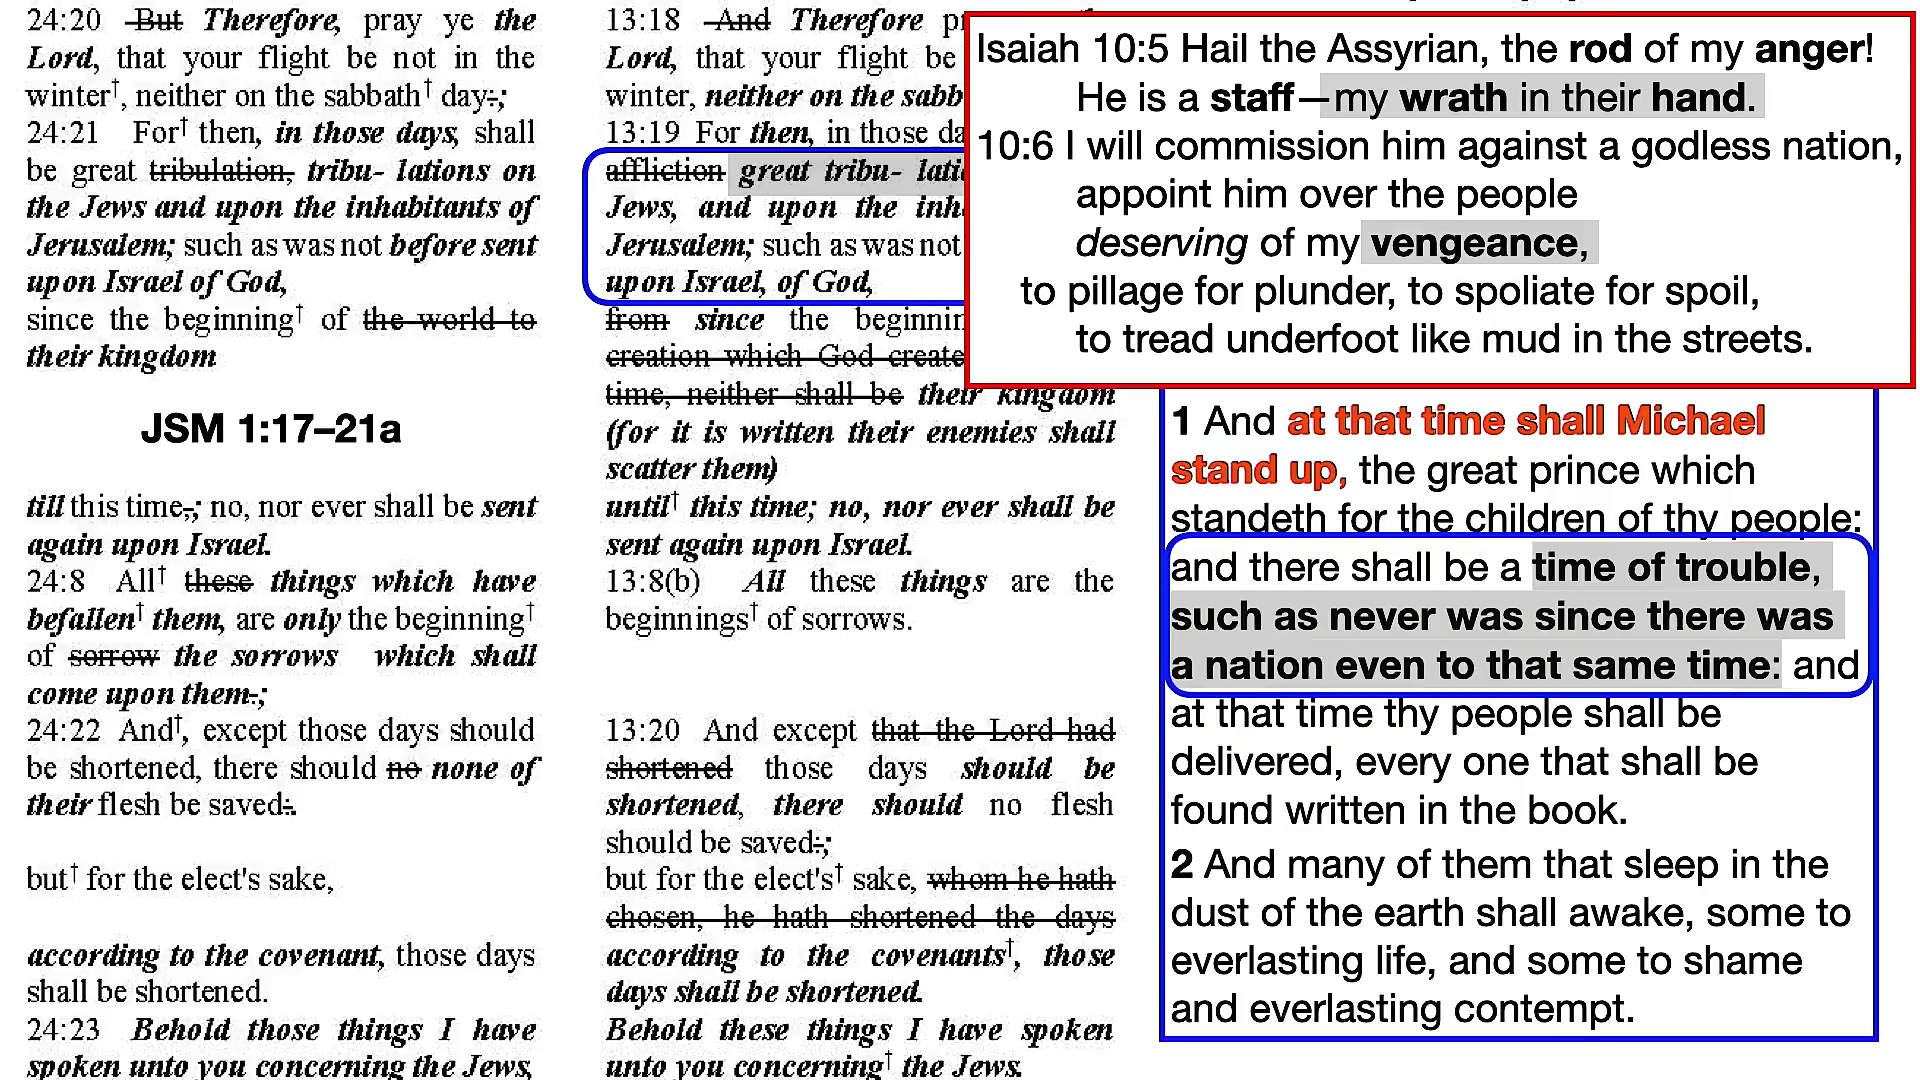 24:20 But Therefore, pray ye the
Lord, that your flight be not in the
winter†, neither on the sabbath† day.;
24:21 For† then, in those days, shall
be great tribulation, tribu- lations on
the Jews and upon the inhabitants of
Jerusalem; such as was not before sent
upon Israel of God,
since the beginning† of the world to
their kingdom
JSM 1:17–21a
till this time,; no, nor ever shall be sent
again upon Israel.
24:8 All† these things which have
befallen† them, are only the beginning†
of sorrow the sorrows which shall
come upon them.;
24:22 And†, except those days should
be shortened, there should no none of
their flesh be saved:.
but† for the elect's sake,
according to the covenant, those days
shall be shortened.
24:23 Behold those things I have
spoken unto you concerning the Jews,
13:18 And Therefore
Lord, that your flight be
winter, neither on the
13:19 For then, in those
affliction great tribu-
Jews, and upon the
Jerusalem; such as was not
upon Israel, of God,
from since the
creation which God
time, neither shall be their kingdom
(for it is written their enemies shall
scatter them)
until† this time; no, nor ever shall be
sent again upon Israel.
13:8(b) All these things are the
beginnings† of sorrows.
13:20 And except that the Lord had
shortened those days should be
shortened, there should no flesh
should be saved:;
but for the elect's† sake, whom he hath
chosen, he hath shortened the days
according to the covenants†, those
days shall be shortened.
Behold these things I have spoken
unto you concerning† the Jews.
Isaiah 10:5 Hail the Assyrian, the rod of my anger!
He is a staff—my wrath in their hand.
10:6 I will commission him against a godless nation,
appoint him over the people
deserving of my vengeance,
to pillage for plunder, to spoliate for spoil,
to tread underfoot like mud in the streets.
1 And at that time shall Michael
stand up, the great prince which
standeth for the children of thy people:
and there shall be a time of trouble,
such as never was since there was
a nation even to that same time: and
at that time thy people shall be
delivered, every one that shall be
found written in the book.
2 And many of them that sleep in the
dust of the earth shall awake, some to
everlasting life, and some to shame
and everlasting contempt.